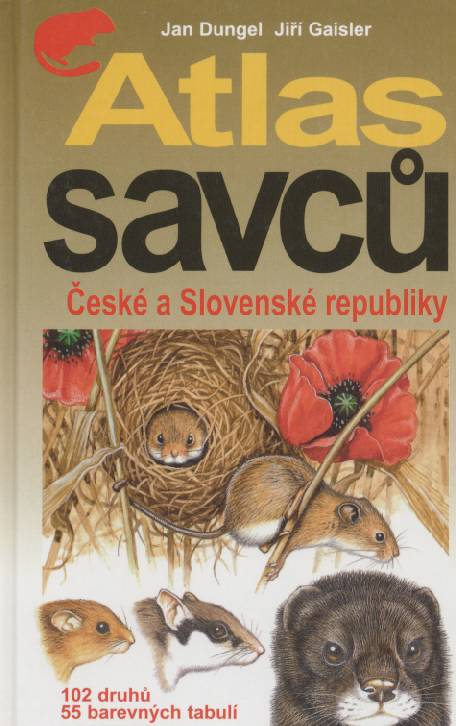 Jan Dungel Jiří Gaisler
Atlas
savců
České a Slovenské republiky
102 druhů
55 barevných tabulí